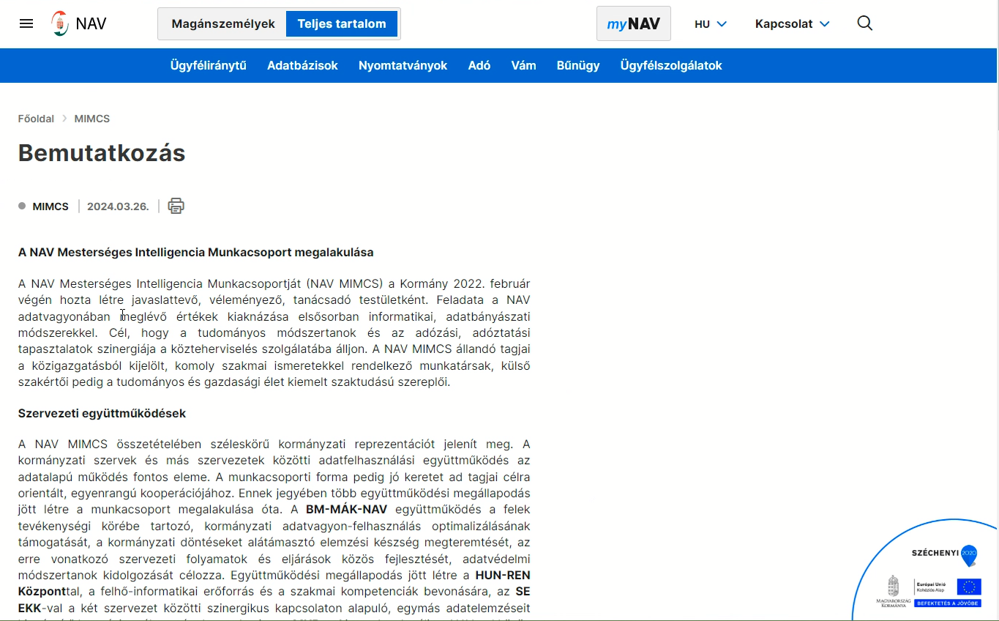 NAV
Magánszemélyek
Teljes tartalom
myNAV
HU
Kapcsolat
Ügyféliránytű
Adatbázisok
Nyomtatványok
Adó
Vám
Bűnügy
Ügyfélszolgálatok
Főoldal
MIMCS
Bemutatkozás
MIMCS
2024.03.26.
A NAV Mesterséges Intelligencia Munkacsoport megalakulása
A NAV Mesterséges Intelligencia Munkacsoportját (NAV MIMCS) a Kormány 2022. február
végén hozta létre javaslattevő, véleményező, tanácsadó testületként. Feladata a NAV
adatvagyonában meglévő értékek kiaknázása elsősorban informatikai, adatbányászati
módszerekkel. Cél, hogy a tudományos módszertanok és az adózási, adóztatási
tapasztalatok szinergiája a közteherviselés szolgálatába álljon. A NAV MIMCS állandó tagjai
a közigazgatásból kijelölt, komoly szakmai ismeretekkel rendelkező munkatársak, külső
szakértői pedig a tudományos és gazdasági élet kiemelt szaktudású szereplői.
Szervezeti együttműködések
A NAV MIMCS összetételében széleskörű kormányzati reprezentációt jelenít meg. A
kormányzati szervek és más szervezetek közötti adatfelhasználási együttműködés az
adatalapú működés fontos eleme. A munkacsoporti forma pedig jó keretet ad tagjai célra
orientált, egyenrangú kooperációjához. Ennek jegyében több együttműködési megállapodás
jött létre a munkacsoport megalakulása óta. A BM-MÁK-NAV együttműködés a felek
tevékenységi körébe tartozó, kormányzati adatvagyon-felhasználás optimalizálásának
támogatását, a kormányzati döntéseket alátámasztó elemzési készség megteremtését, az
erre vonatkozó szervezeti folyamatok és eljárások közös fejlesztését, adatvédelmi
módszertanok kidolgozását célozza. Együttműködési megállapodás jött létre a HUN-REN
Központtal, a felhő-informatikai erőforrás és a szakmai kompetenciák bevonására, az SE
EKK-val a két szervezet közötti szinergikus kapcsolaton alapuló, egymás adatelemzéseit
SZÉCHENYI 2020
MAGYARORSZÁG
KORMÁNYA
Európai Unió
Kohéziós Alap
BEFEKTETÉS A JÖVŐBE